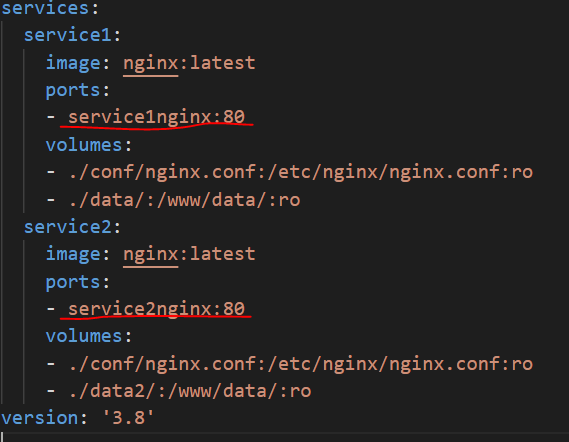 services:
  service1:
    image: nginx:latest
    ports:
    - service1nginx:80
    volumes:
    - ./conf/nginx.conf:/etc/nginx/nginx.conf:ro
    - ./data/:/www/data/:ro
  service2:
    image: nginx:latest
    ports:
    - service2nginx:80
    volumes:
    - ./conf/nginx.conf:/etc/nginx/nginx.conf:ro
    - ./data2/:/www/data/:ro
version: '3.8'